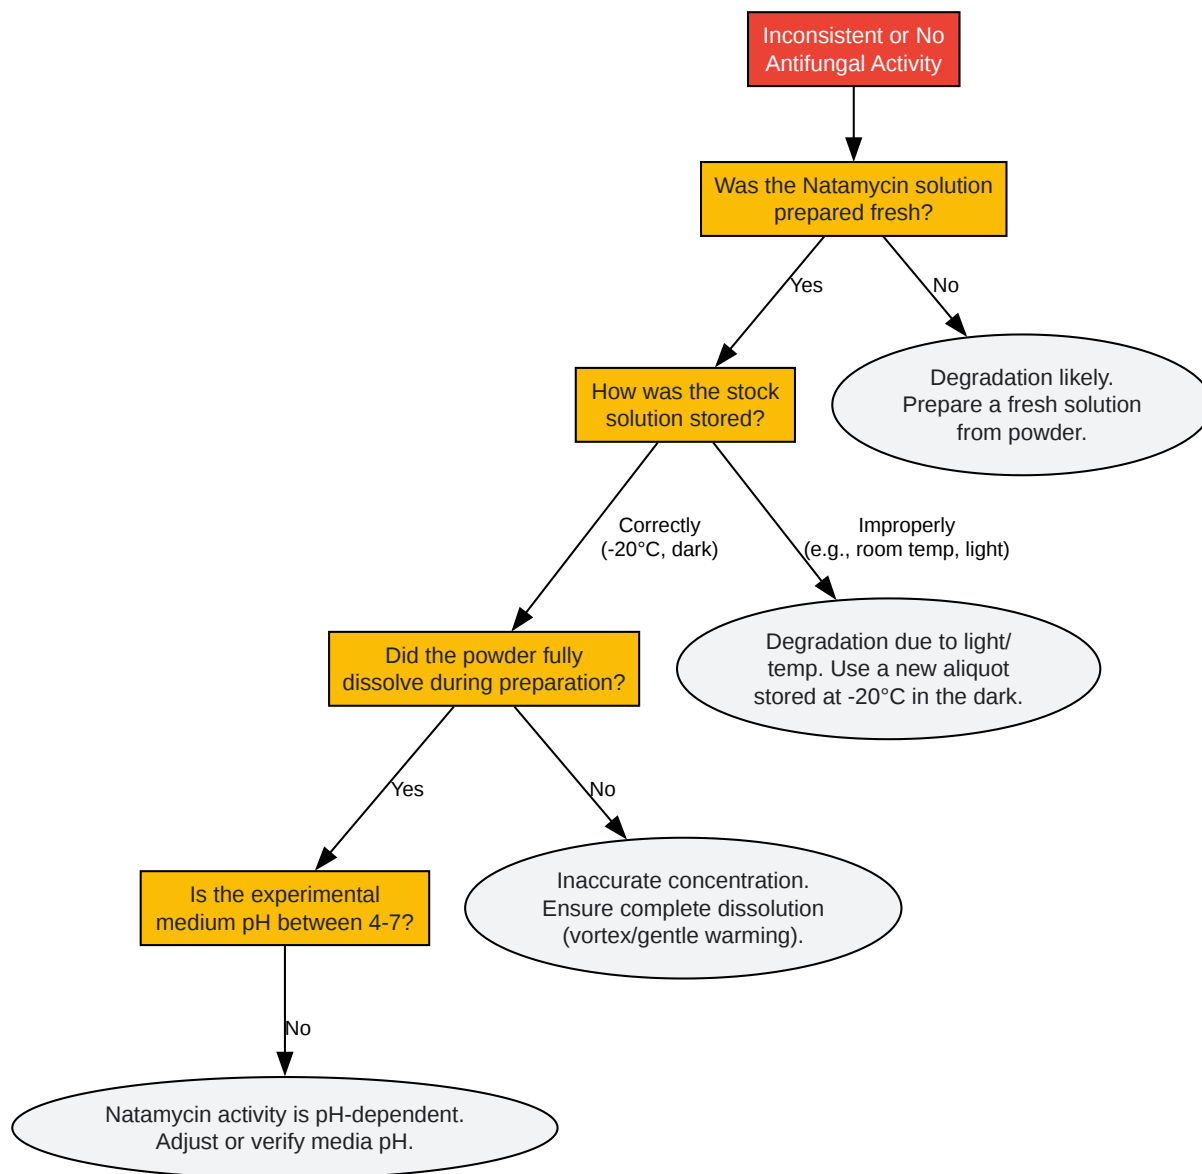 Inconsistent or No
Antifungal Activity
Was the Natamycin solution
prepared fresh?
Yes
No
How was the stock
solution stored?
Degradation likely.
Prepare a fresh solution
from powder.
Correctly
(-20°C, dark)
Improperly
(e.g., room temp, light)
Did the powder fully
dissolve during preparation?
Degradation due to light/
temp. Use a new aliquot
stored at -20°C in the dark.
Yes
No
Is the experimental
medium pH between 4-7?
Inaccurate concentration.
Ensure complete dissolution
(vortex/gentle warming).
No
Natamycin activity is pH-dependent.
Adjust or verify media pH.